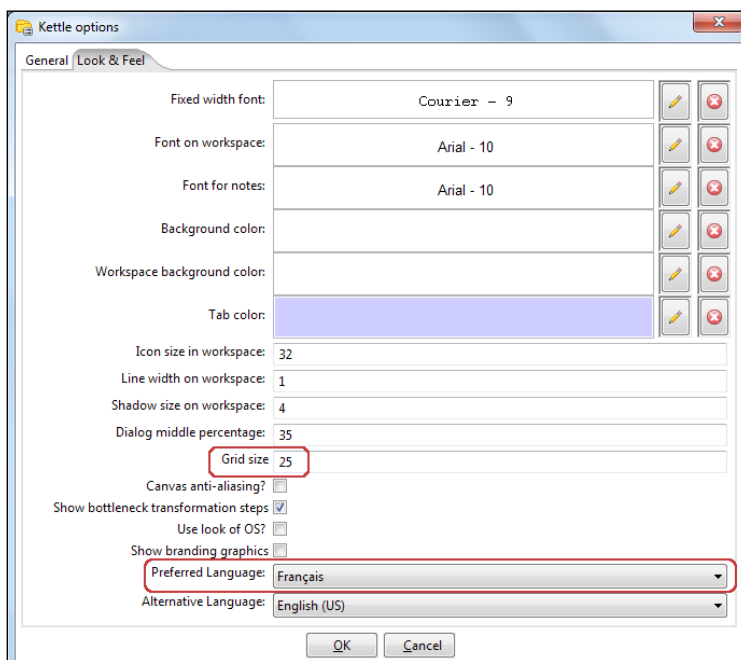 Kettle options
General Look & Feel
Fixed width font: Courier - 9
Font on workspace: Arial - 10
Font for notes: Arial - 10
Background color:
Workspace background color:
Tab color:
Icon size in workspace: 32
Line width on workspace: 1
Shadow size on workspace: 4
Dialog middle percentage: 35
Grid size 25
Canvas anti-aliasing?
Show bottleneck transformation steps
Use look of OS?
Show branding graphics
Preferred Language: Français
Alternative Language: English (US)
OK Cancel